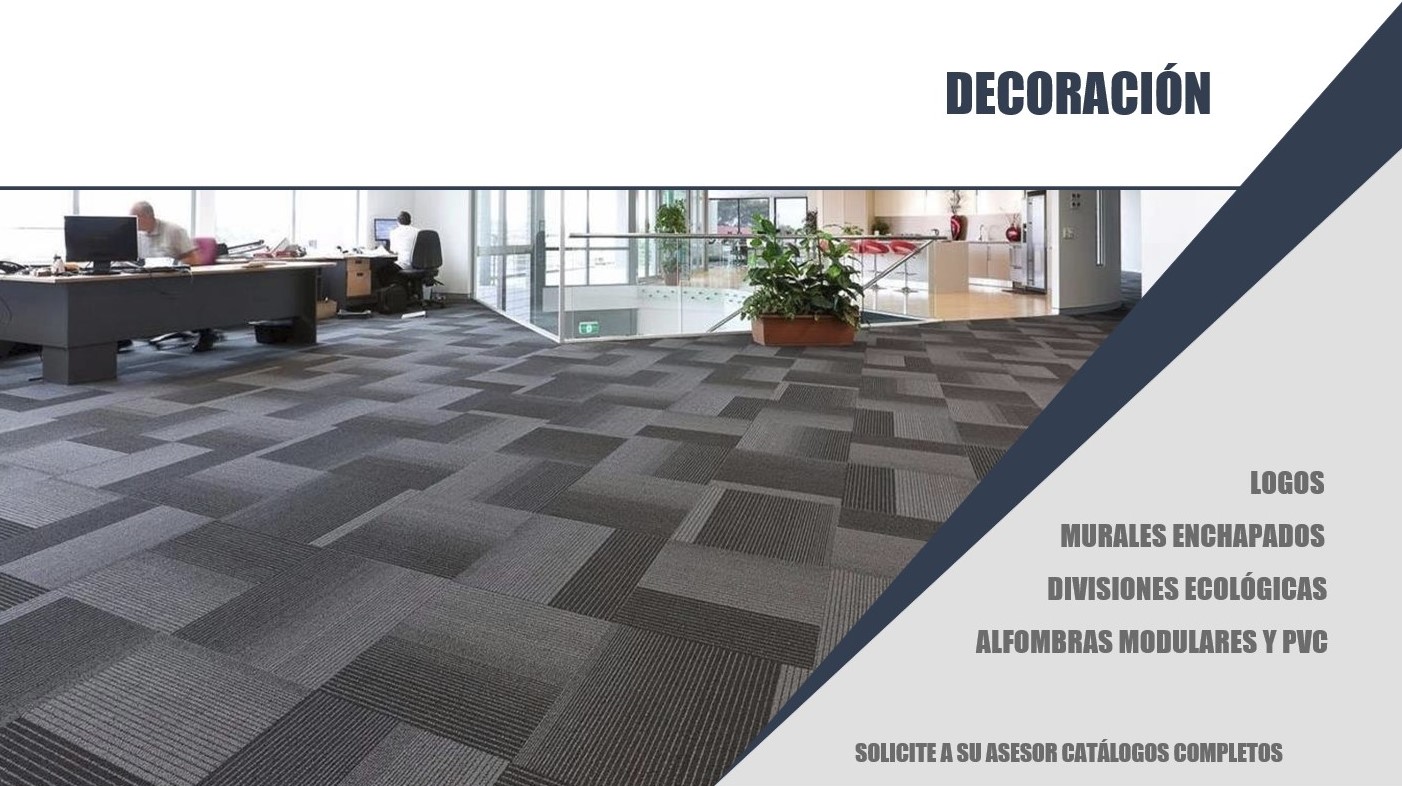 DECORACIÓN
LOGOS
MURALES ENCHAPADOS
DIVISIONES ECOLÓGICAS
ALFOMBRAS MODULARES Y PVC
SOLICITE A SU ASESOR CATÁLOGOS COMPLETOS